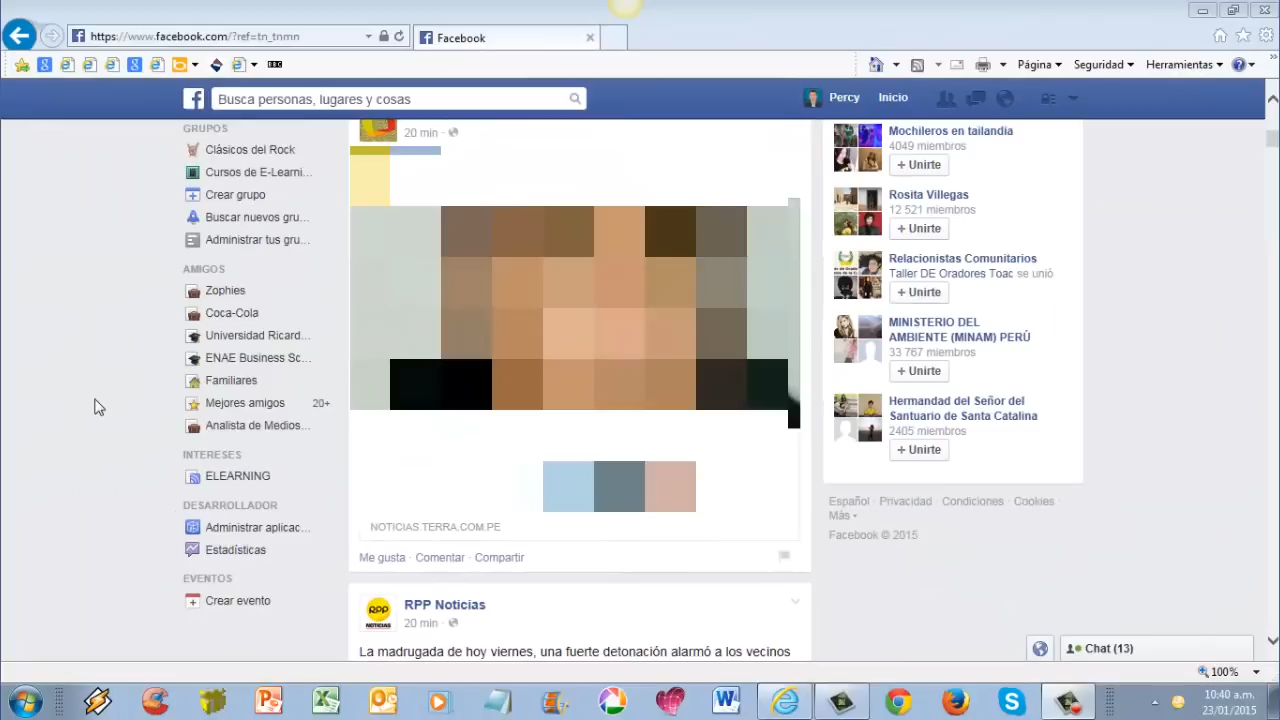 https://www.facebook.com/?ref=tn_tnmn
Facebook
BBC
Página
Seguridad
Herramientas
Busca personas, lugares y cosas
Percy
Inicio
GRUPOS
Clásicos del Rock
Cursos de E-Learni...
Crear grupo
Buscar nuevos gru...
Administrar tus gru...
AMIGOS
Zophies
Coca-Cola
Universidad Ricard...
ENAE Business Sc...
Familiares
Mejores amigos 20+
Analista de Medios...
INTERESES
ELEARNING
DESARROLLADOR
Administrar aplicac...
Estadísticas
EVENTOS
Crear evento
20 min ·
NOTICIAS.TERRA.COM.PE
Me gusta · Comentar · Compartir
RPP
NOTICIAS
RPP Noticias
20 min ·
La madrugada de hoy viernes, una fuerte detonación alarmó a los vecinos
Mochileros en tailandia
4049 miembros
+ Unirte
Rosita Villegas
12 521 miembros
+ Unirte
Relacionistas Comunitarios
Taller DE Oradores Toac se unió
+ Unirte
MINISTERIO DEL
AMBIENTE (MINAM) PERÚ
33 767 miembros
+ Unirte
Hermandad del Señor del
Santuario de Santa Catalina
2405 miembros
+ Unirte
Español · Privacidad · Condiciones · Cookies ·
Más
Facebook © 2015
Chat (13)
100%
10:40 a.m.
23/01/2015